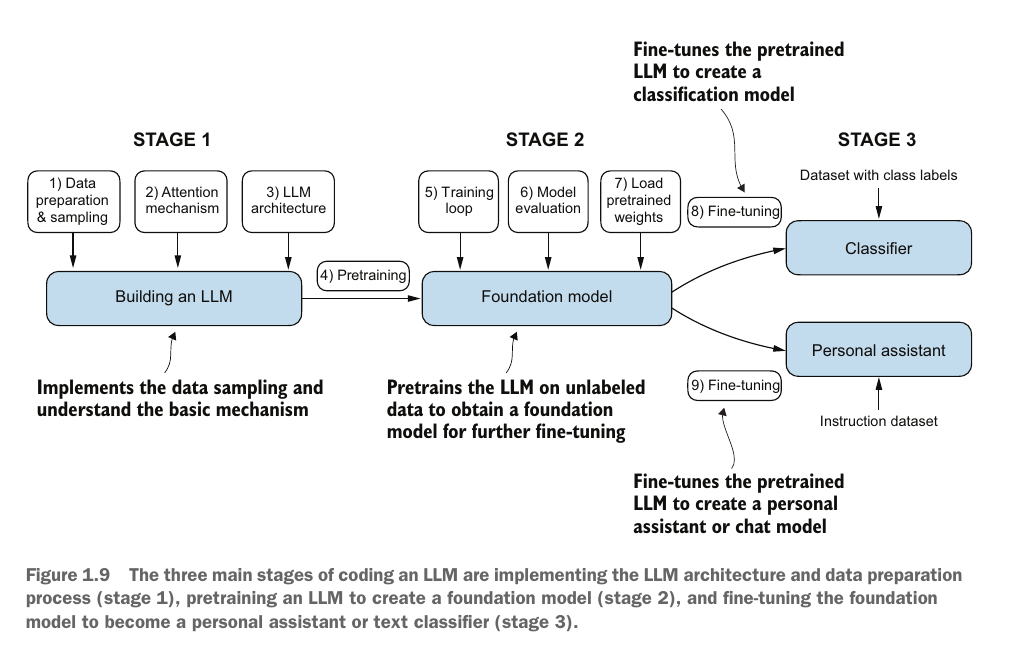 Fine-tunes the pretrained
LLM to create a
classification model
STAGE 1
STAGE 2
STAGE 3
1) Data
preparation
& sampling
2) Attention
mechanism
3) LLM
architecture
5) Training
loop
6) Model
evaluation
7) Load
pretrained
weights
8) Fine-tuning
Dataset with class labels
Classifier
4) Pretraining
Building an LLM
Foundation model
Personal assistant
Implements the data sampling and
understand the basic mechanism
Pretrains the LLM on unlabeled
data to obtain a foundation
model for further fine-tuning
9) Fine-tuning
Instruction dataset
Fine-tunes the pretrained
LLM to create a personal
assistant or chat model
Figure 1.9 The three main stages of coding an LLM are implementing the LLM architecture and data preparation
process (stage 1), pretraining an LLM to create a foundation model (stage 2), and fine-tuning the foundation
model to become a personal assistant or text classifier (stage 3).